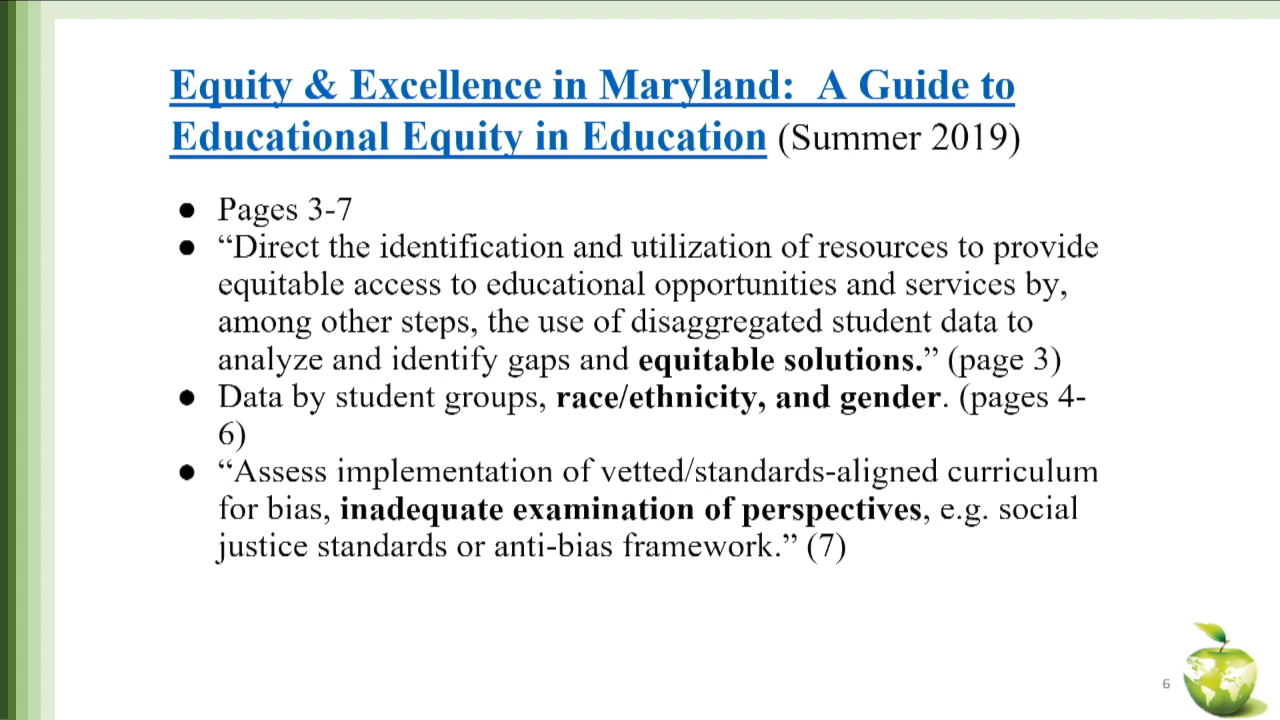 Equity & Excellence in Maryland:  A Guide to
Educational Equity in Education (Summer 2019)
● Pages 3-7
● “Direct the identification and utilization of resources to provide
equitable access to educational opportunities and services by,
among other steps, the use of disaggregated student data to
analyze and identify gaps and equitable solutions.” (page 3)
● Data by student groups, race/ethnicity, and gender. (pages 4-
6)
● “Assess implementation of vetted/standards-aligned curriculum
for bias, inadequate examination of perspectives, e.g. social
justice standards or anti-bias framework.” (7)
6